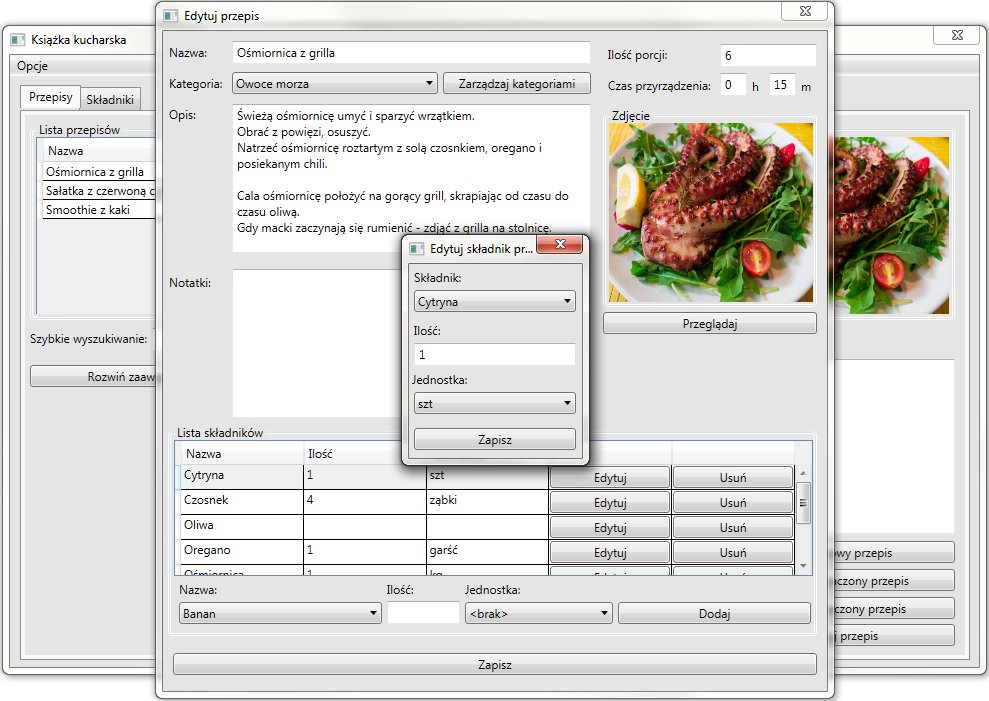 Edytuj przepis
Nazwa:
Ośmiornica z grilla
Ilość porcji:
6
Kategoria:
Owoce morza
Zarządzaj kategoriami
Czas przyrządzenia:
0 h 15 m
Opis:
Świeżą ośmiornicę umyć i sparzyć wrzątkiem.
Obrać z powięzi, osuszyć.
Natrzeć ośmiornicę roztartym z solą czosnkiem, oregano i
posiekanym chili.
Cala ośmiornicę położyć na gorący grill, skrapiając od czasu do
czasu oliwą.
Gdy macki zaczynają się rumienić - zdjąć z grilla na stolnicę.
Zdjęcie
Przeglądaj
Notatki:
Lista składników
Nazwa Ilość
Cytryna 1 szt Edytuj Usuń
Czosnek 4 ząbki Edytuj Usuń
Oliwa Edytuj Usuń
Oregano 1 garść Edytuj Usuń
Ośmiornica 1 kg Edytuj Usuń
Nazwa: Ilość: Jednostka:
Banan <brak> Dodaj
Zapisz
Edytuj składnik pr...
Składnik:
Cytryna
Ilość:
1
Jednostka:
szt
Zapisz
Książka kucharska
Opcje
Przepisy Składniki
Lista przepisów
Nazwa
Ośmiornica z grilla
Sałatka z czerwoną c
Smoothie z kaki
Szybkie wyszukiwanie:
Rozwiń zaaw
owy przepis
aczony przepis
czony przepis
j przepis